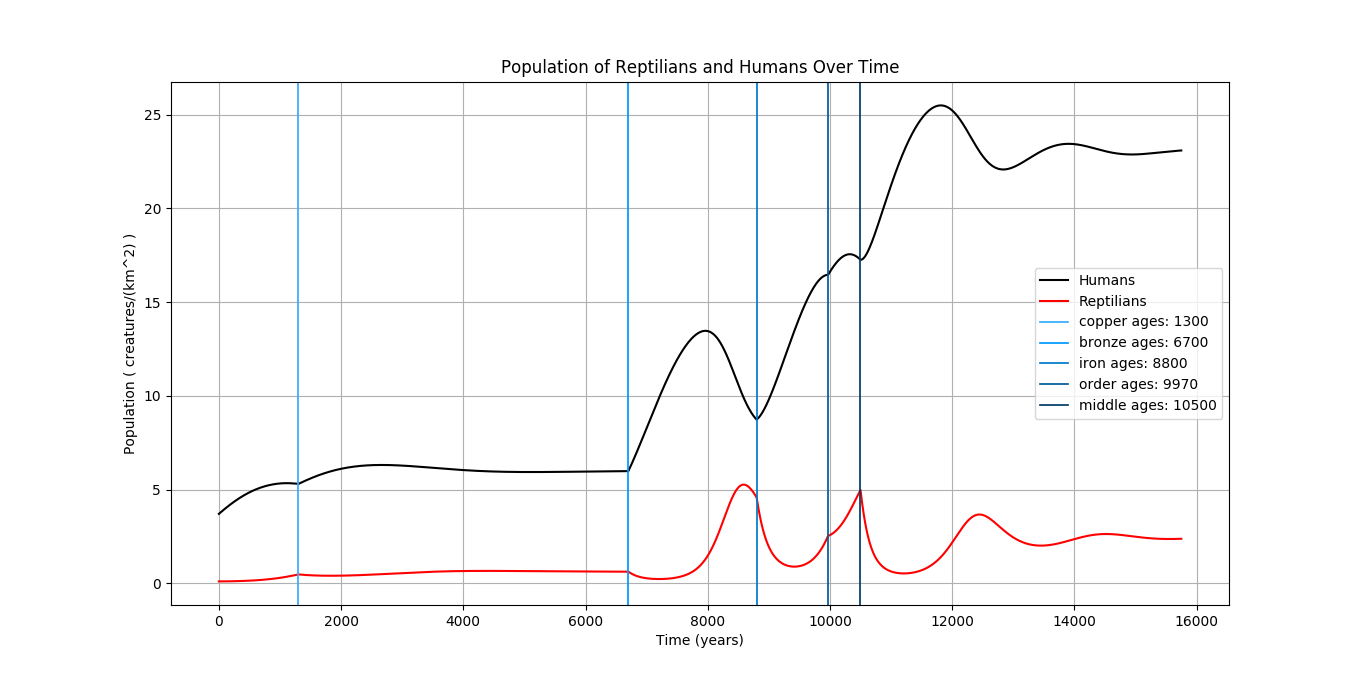 Population of Reptilians and Humans Over Time
Population ( creatures/(km^2) )
25
20
15
10
5
0
Humans
Reptilians
copper ages: 1300
bronze ages: 6700
iron ages: 8800
order ages: 9970
middle ages: 10500
0 2000 4000 6000 8000 10000 12000 14000 16000
Time (years)